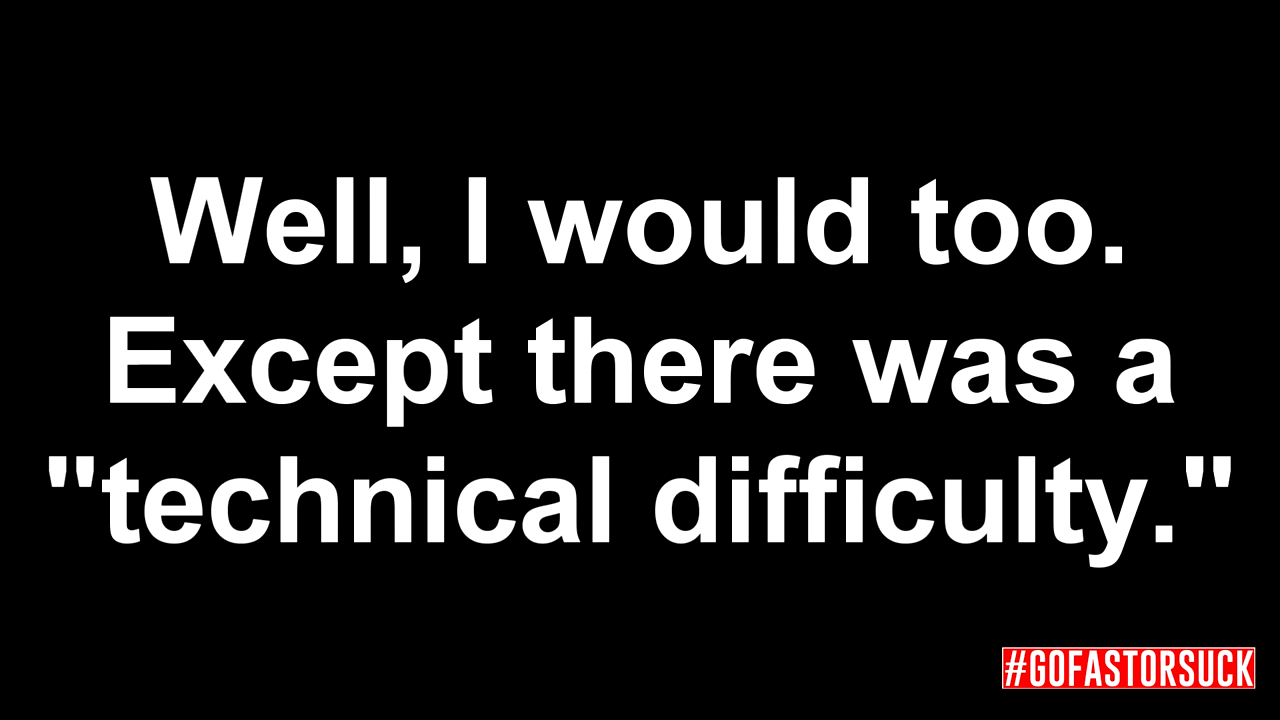 Well, I would too.
Except there was a
"technical difficulty."
#GOFASTORSUCK